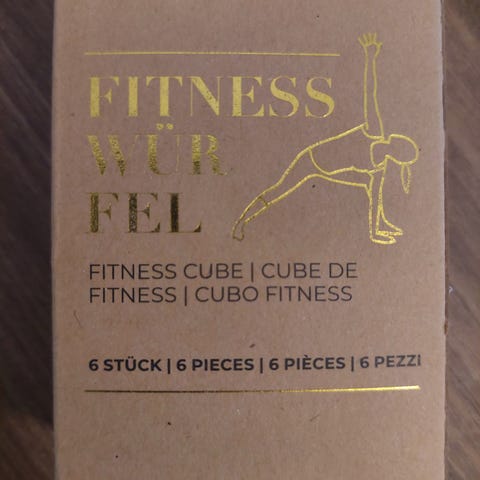 FITNESS
WÜR
FEL
FITNESS CUBE | CUBE DE
FITNESS | CUBO FITNESS
6 STÜCK | 6 PIECES | 6 PIÈCES | 6 PEZZI